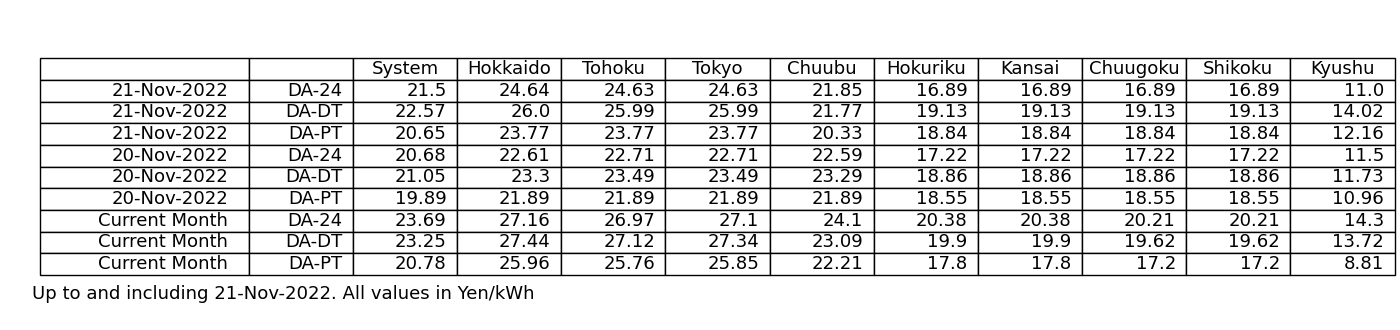 System Hokkaido Tohoku Tokyo Chuubu Hokuriku Kansai Chuugoku Shikoku Kyushu
21-Nov-2022 DA-24 21.5 24.64 24.63 24.63 21.85 16.89 16.89 16.89 16.89 11.0
21-Nov-2022 DA-DT 22.57 26.0 25.99 25.99 21.77 19.13 19.13 19.13 19.13 14.02
21-Nov-2022 DA-PT 20.65 23.77 23.77 23.77 20.33 18.84 18.84 18.84 18.84 12.16
20-Nov-2022 DA-24 20.68 22.61 22.71 22.71 22.59 17.22 17.22 17.22 17.22 11.5
20-Nov-2022 DA-DT 21.05 23.3 23.49 23.49 23.29 18.86 18.86 18.86 18.86 11.73
20-Nov-2022 DA-PT 19.89 21.89 21.89 21.89 21.89 18.55 18.55 18.55 18.55 10.96
Current Month DA-24 23.69 27.16 26.97 27.1 24.1 20.38 20.38 20.21 20.21 14.3
Current Month DA-DT 23.25 27.44 27.12 27.34 23.09 19.9 19.9 19.62 19.62 13.72
Current Month DA-PT 20.78 25.96 25.76 25.85 22.21 17.8 17.8 17.2 17.2 8.81
Up to and including 21-Nov-2022. All values in Yen/kWh